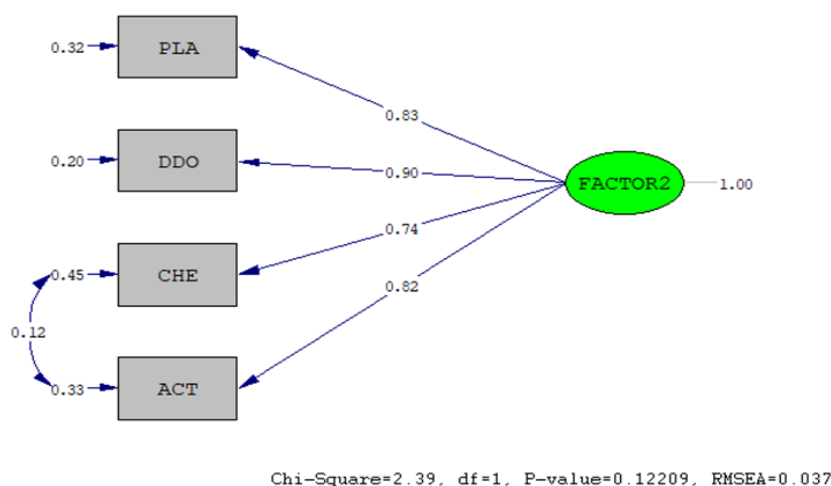 0.32 PLA
0.83
0.20 DDO
0.90
FACTOR2 1.00
0.74
0.45 CHE
0.82
0.12
0.33 ACT
Chi-Square=2.39, df=1, P-value=0.12209, RMSEA=0.037